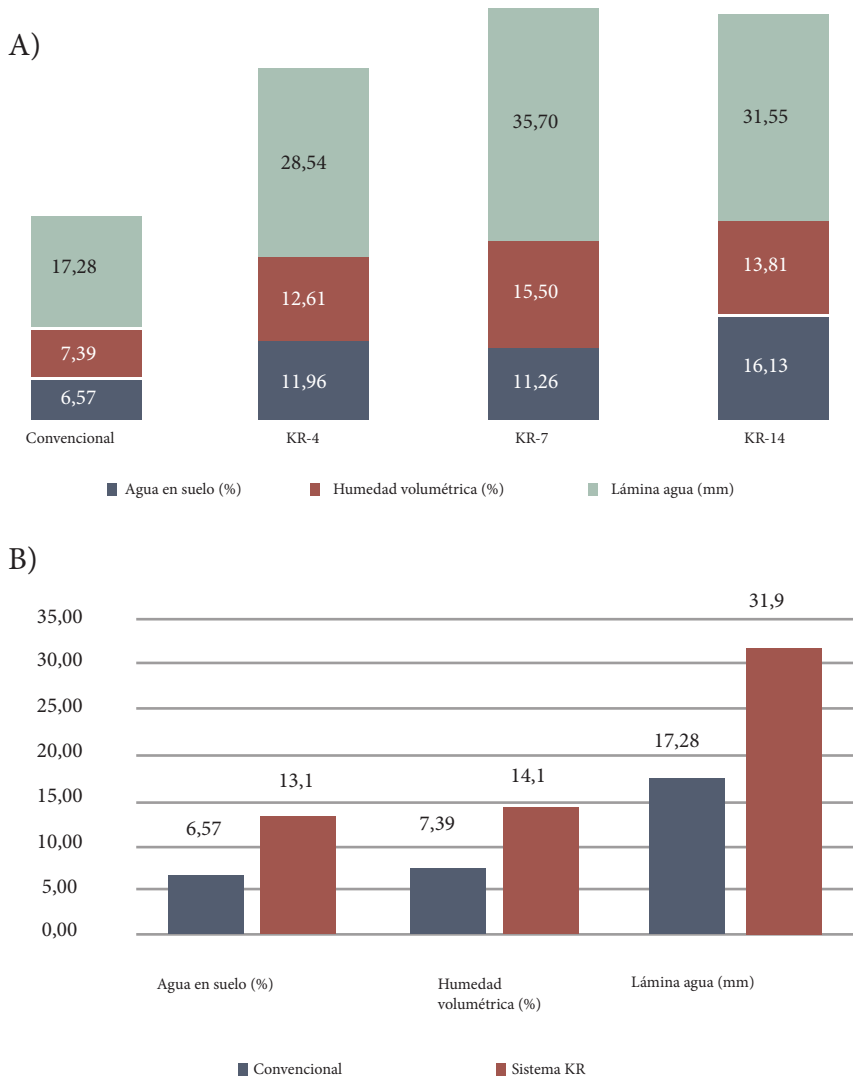 A)
28,54
35,70
31,55
17,28
12,61
15,50
13,81
7,39
11,96
11,26
16,13
6,57
Convencional
KR-4
KR-7
KR-14
Agua en suelo (%)
Humedad volumétrica (%)
Lámina agua (mm)
B)
35,00
30,00
25,00
20,00
15,00
10,00
5,00
0,00
6,57
13,1
7,39
14,1
17,28
31,9
Agua en suelo (%)
Humedad
volumétrica (%)
Lámina agua (mm)
Convencional
Sistema KR